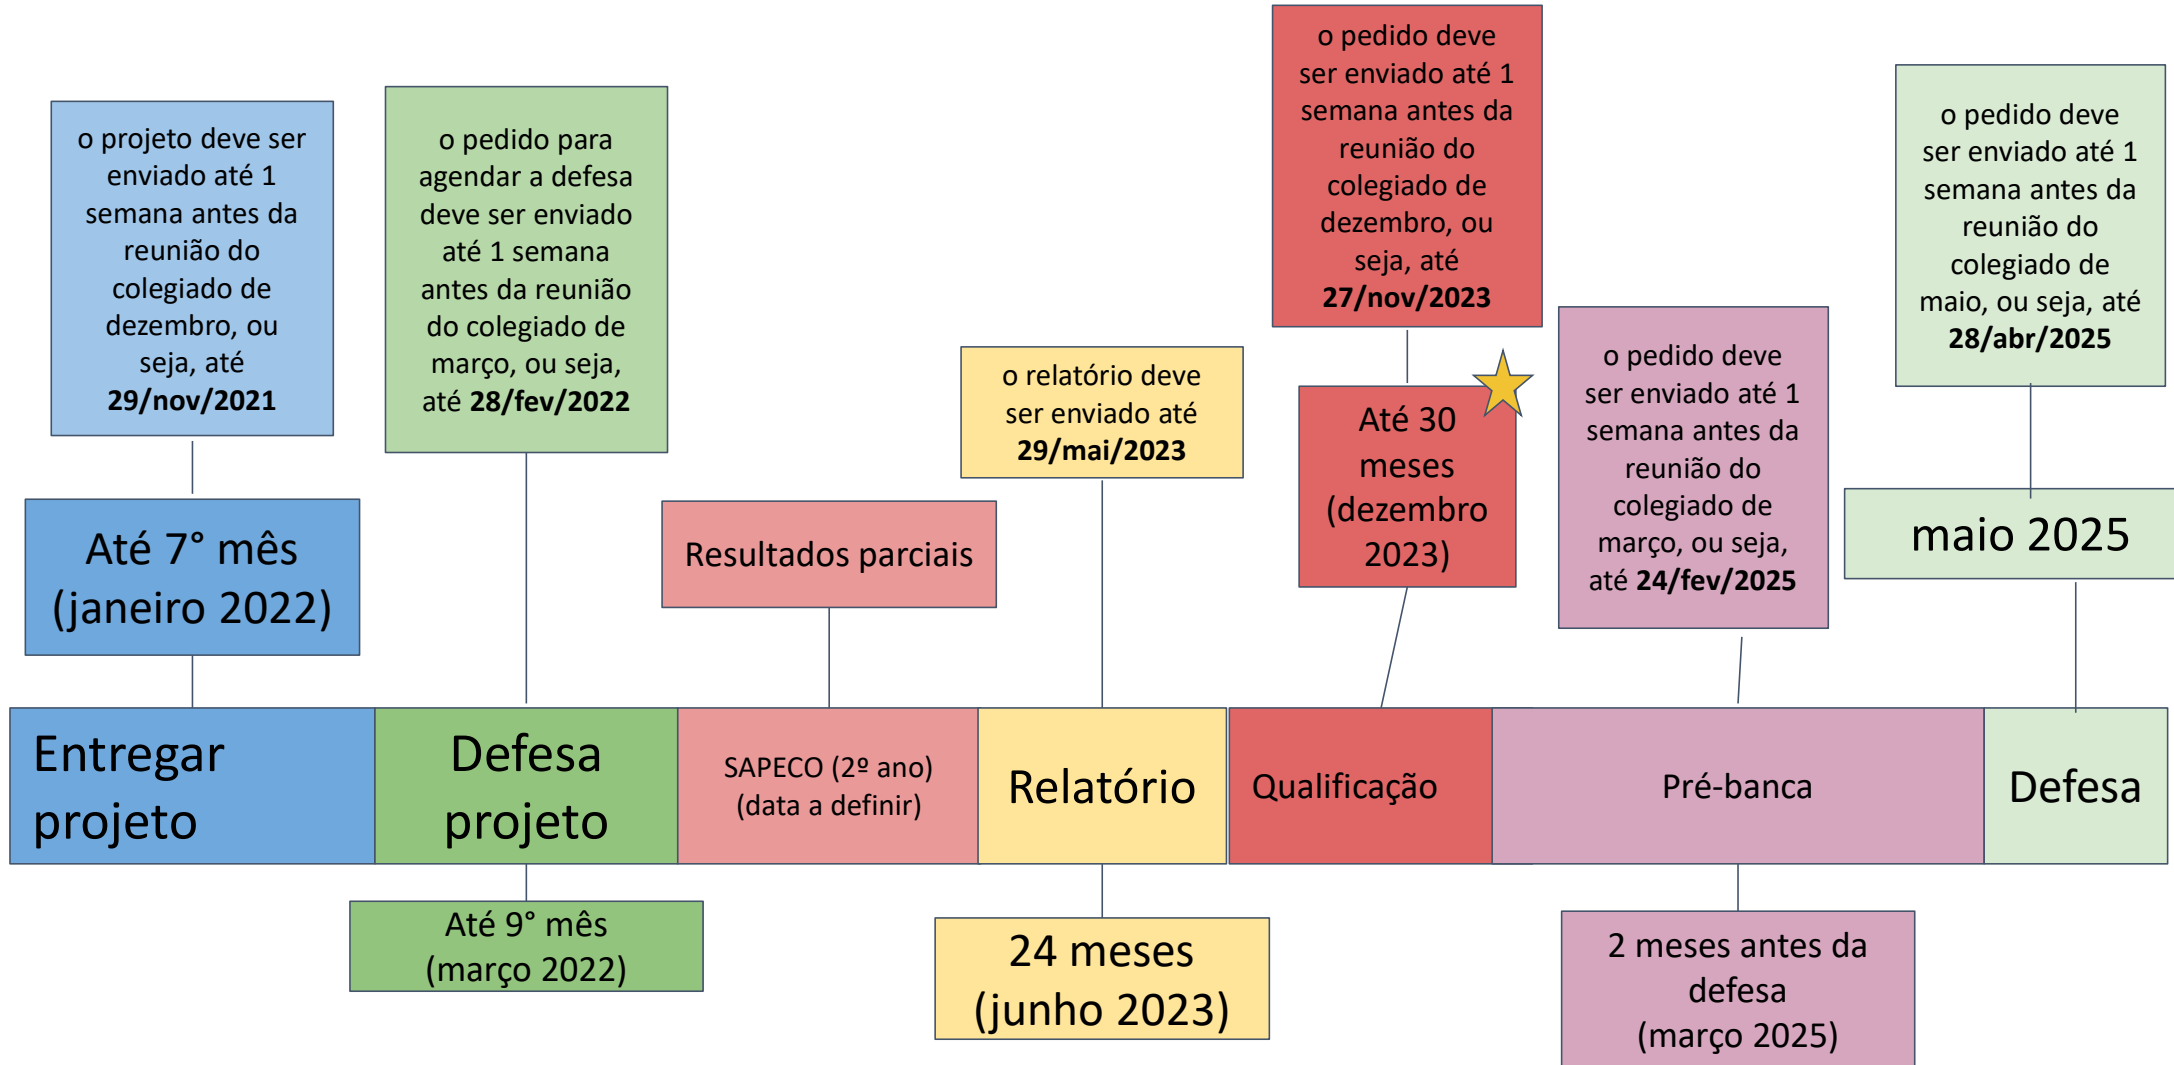 o projeto deve ser
enviado até 1
semana antes da
reunião do
colegiado de
dezembro, ou
seja, até
29/nov/2021
Até 7° mês
(janeiro 2022)
Entregar
projeto
o pedido para
agendar a defesa
deve ser enviado
até 1 semana
antes da reunião
do colegiado de
março, ou seja,
até 28/fev/2022
Defesa
projeto
Até 9° mês
(março 2022)
Resultados parciais
SAPECO (2º ano)
(data a definir)
o relatório deve
ser enviado até
29/mai/2023
Relatório
24 meses
(junho 2023)
o pedido deve
ser enviado até 1
semana antes da
reunião do
colegiado de
dezembro, ou
seja, até
27/nov/2023
Até 30
meses
(dezembro
2023)
Qualificação
o pedido deve
ser enviado até 1
semana antes da
reunião do
colegiado de
março, ou seja,
até 24/fev/2025
Pré-banca
2 meses antes da
defesa
(março 2025)
o pedido deve
ser enviado até 1
semana antes da
reunião do
colegiado de
maio, ou seja, até
28/abr/2025
maio 2025
Defesa